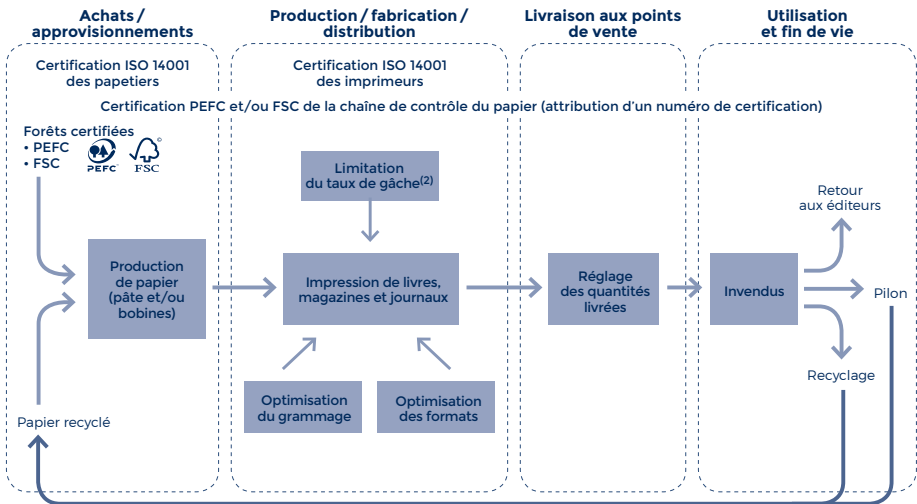 Achats /
approvisionnements
Production / fabrication /
distribution
Livraison aux points
de vente
Utilisation
et fin de vie
Certification ISO 14001
des papetiers
Certification ISO 14001
des imprimeurs
Certification PEFC et/ou FSC de la chaîne de contrôle du papier (attribution d'un numéro de certification)
Forêts certifiées
• PEFC
• FSC
PEFC
FSC
Limitation
du taux de gâche(2)
Production
de papier
(pâte et/ou
bobines)
Impression de livres,
magazines et journaux
Réglage
des quantités
livrées
Invendus
Retour
aux éditeurs
Pilon
Recyclage
Optimisation
du grammage
Optimisation
des formats
Papier recyclé